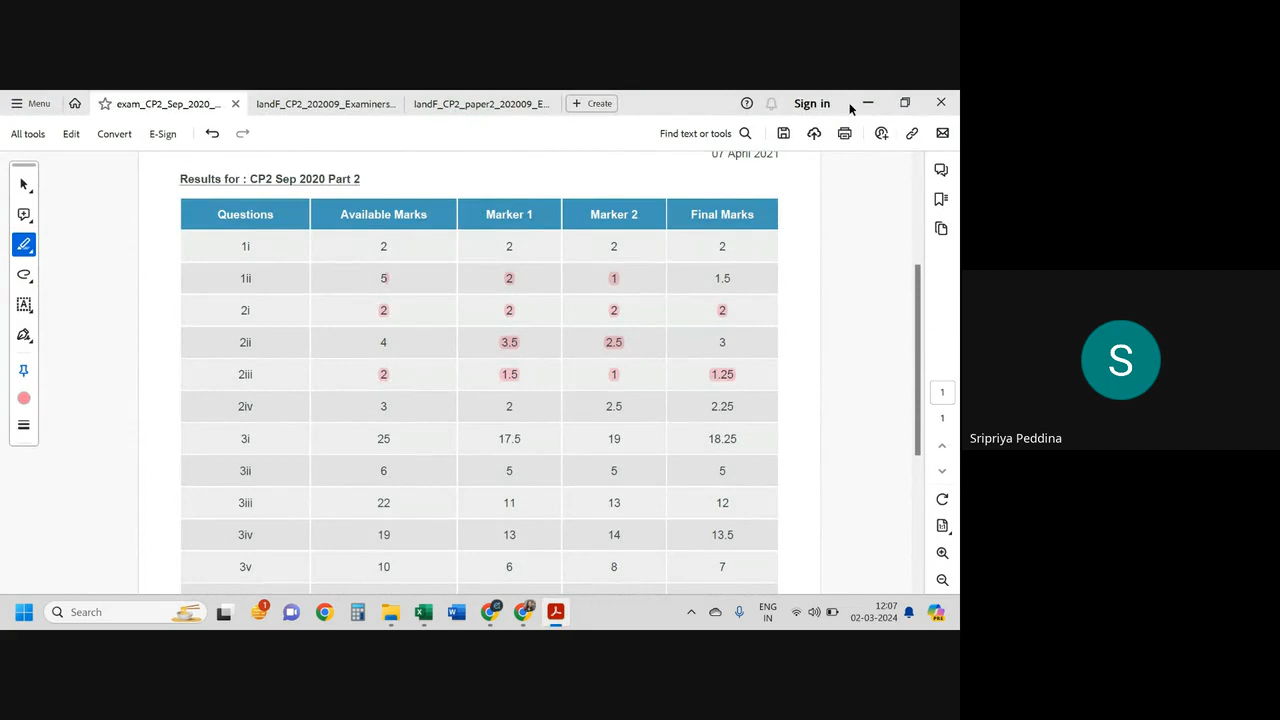 Menu
exam_CP2_Sep_2020_...
IandF_CP2_202009_Examiners...
IandF_CP2_paper2_202009_E...
Create
Sign in
All tools
Edit
Convert
E-Sign
Find text or tools
07 April 2021
Results for : CP2 Sep 2020 Part 2
Questions Available Marks Marker 1 Marker 2 Final Marks
1i 2 2 2 2
1ii 5 2 1 1.5
2i 2 2 2 2
2ii 4 3.5 2.5 3
2iii 2 1.5 1 1.25
2iv 3 2 2.5 2.25
3i 25 17.5 19 18.25
3ii 6 5 5 5
3iii 22 11 13 12
3iv 19 13 14 13.5
3v 10 6 8 7
1
1
S
Sripriya Peddina
Search
1
ENG
IN
12:07
02-03-2024